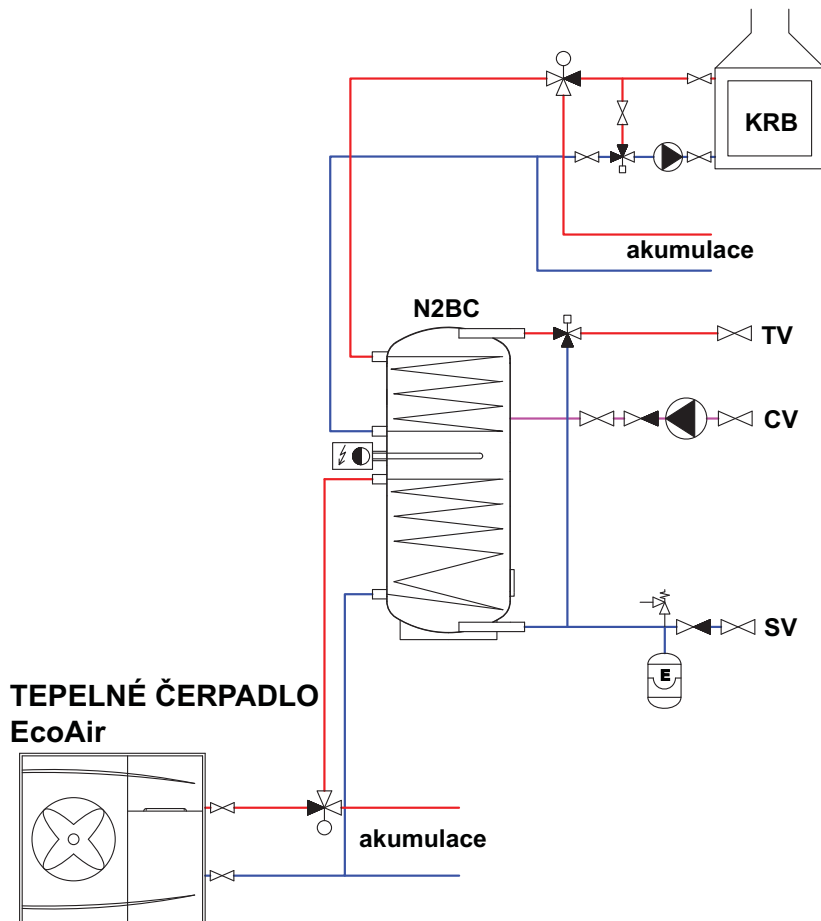 KRB
akumulace
N2BC
TV
CV
SV
E
TEPELNÉ ČERPADLO
EcoAir
akumulace